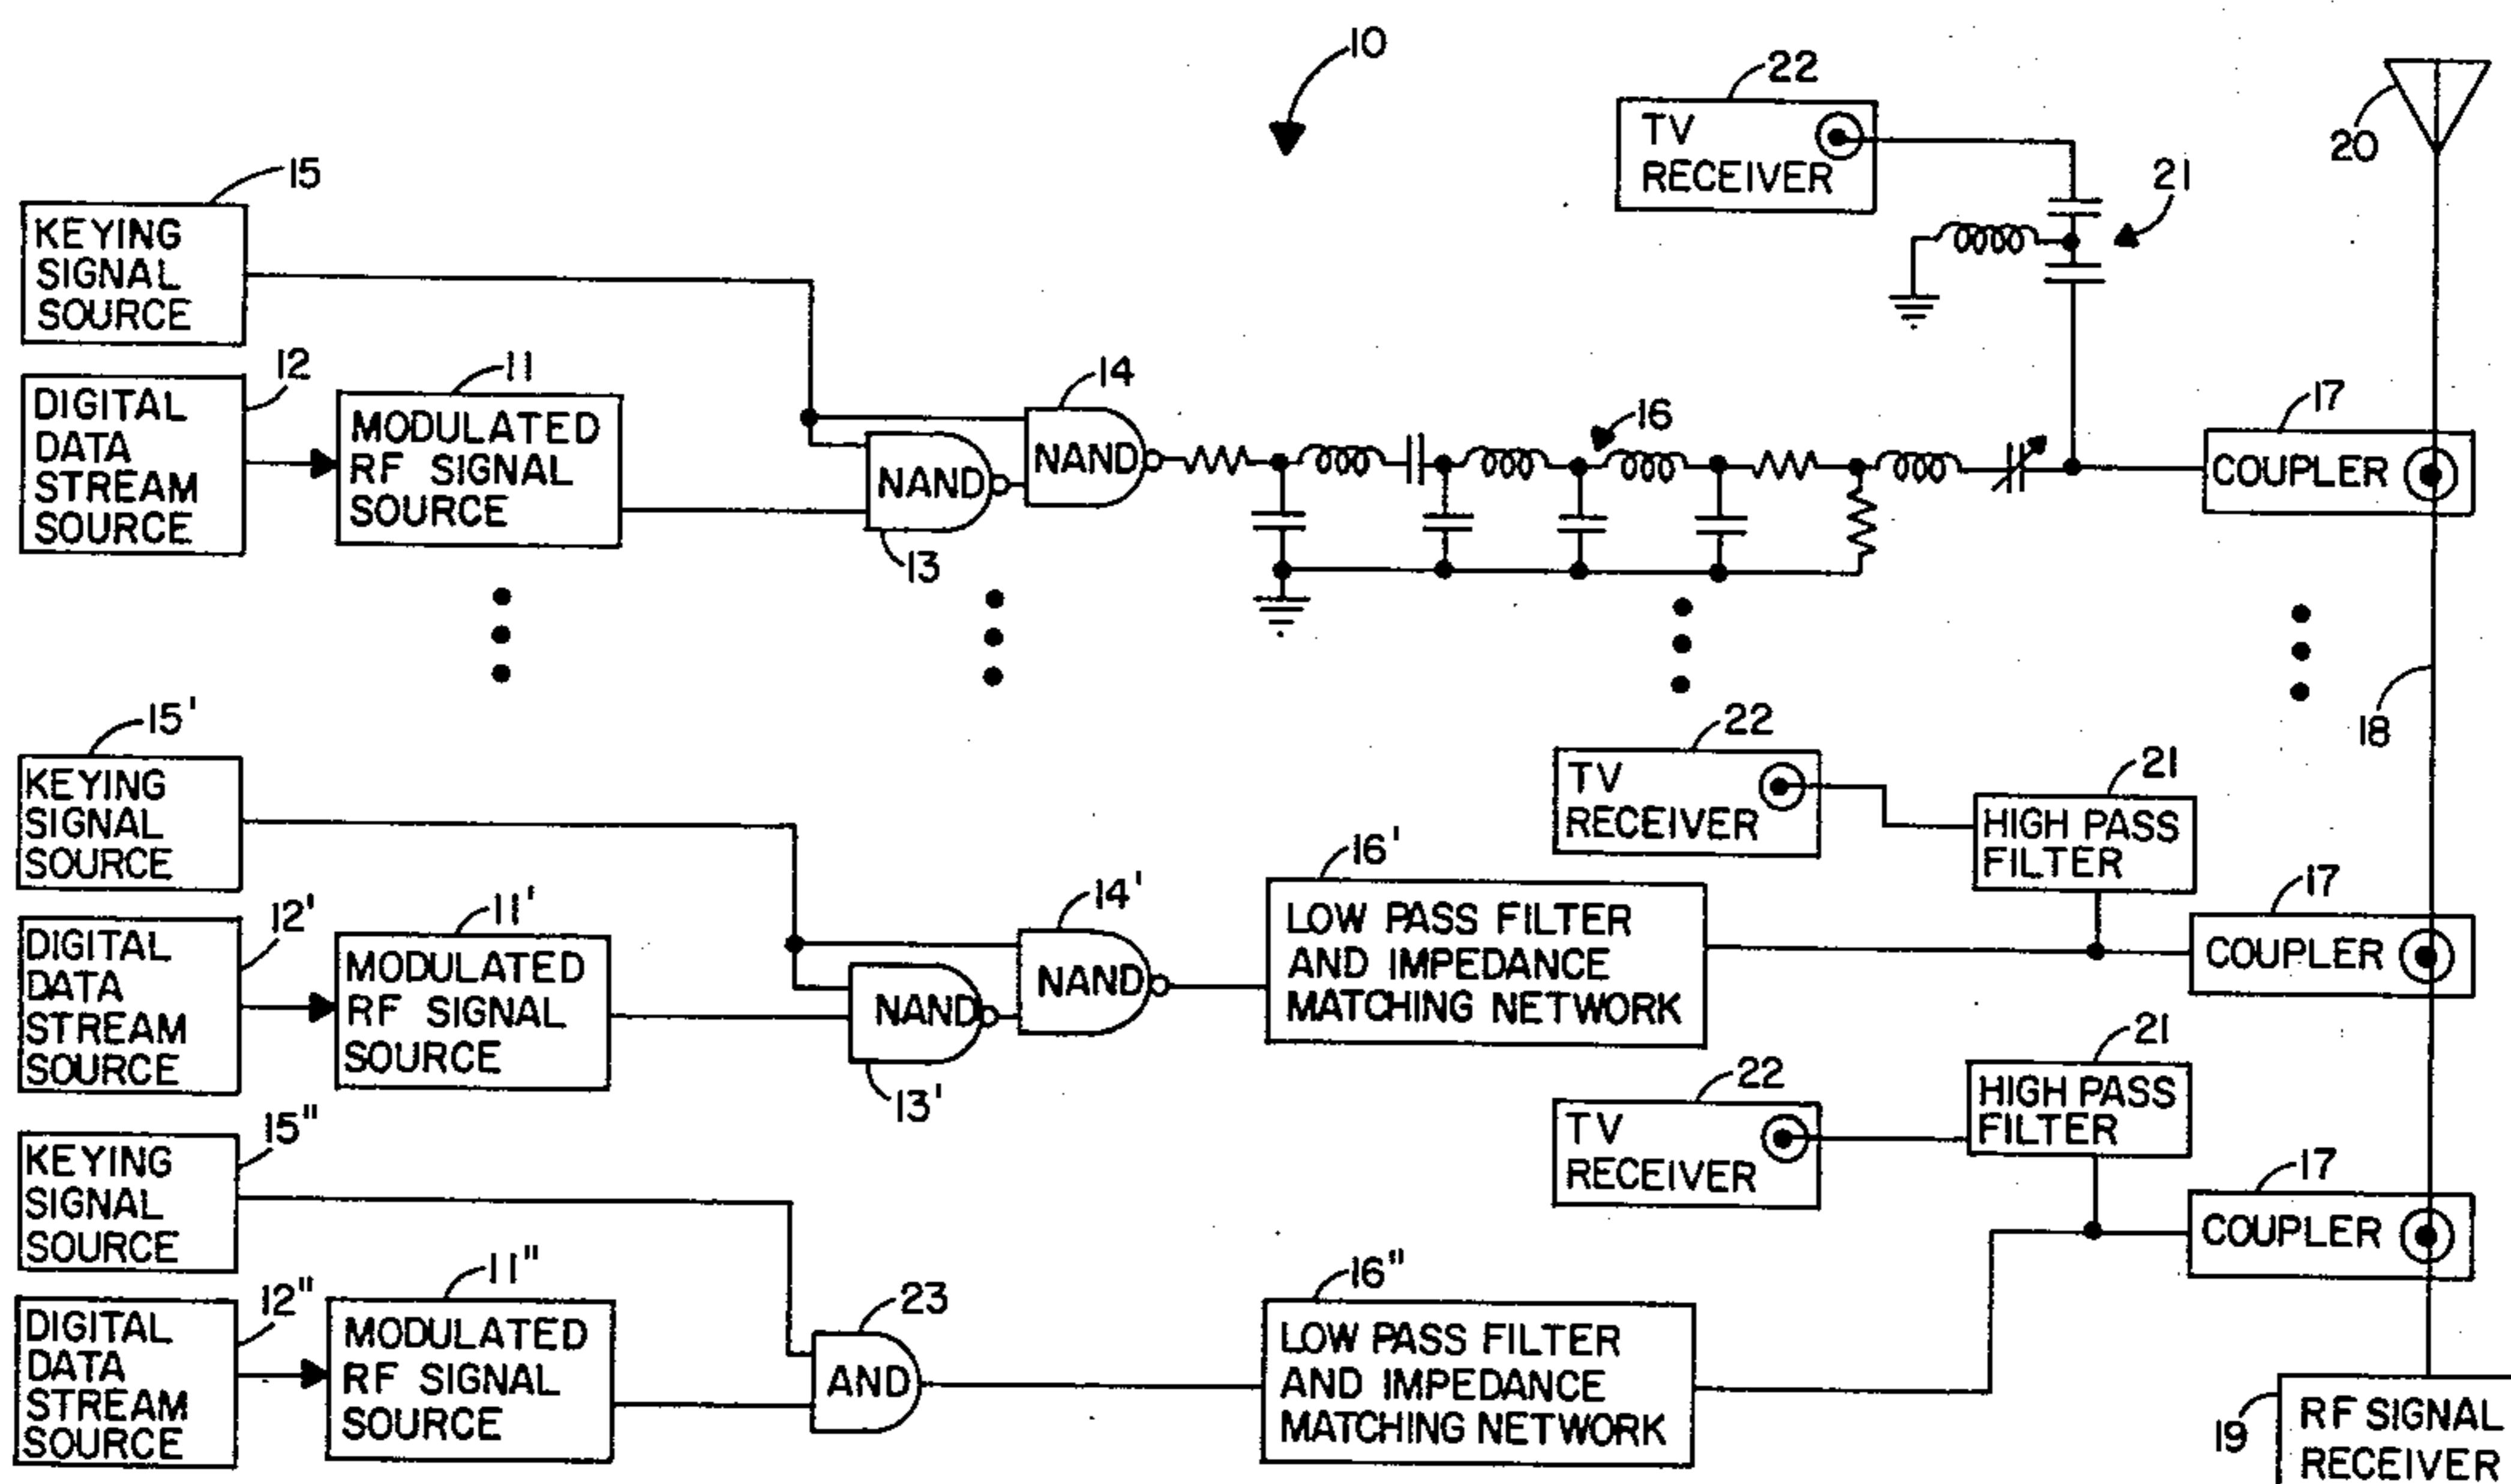 10
22
TV
RECEIVER
20
21
15
KEYING
SIGNAL
SOURCE
12
DIGITAL
DATA
STREAM
SOURCE
11
MODULATED
RF SIGNAL
SOURCE
14
NAND
NAND
13
16
17
COUPLER
18
15'
KEYING
SIGNAL
SOURCE
22
TV
RECEIVER
21
HIGH PASS
FILTER
12'
DIGITAL
DATA
STREAM
SOURCE
11'
MODULATED
RF SIGNAL
SOURCE
14'
NAND
NAND
13'
16'
LOW PASS FILTER
AND IMPEDANCE
MATCHING NETWORK
17
COUPLER
15"
KEYING
SIGNAL
SOURCE
22
TV
RECEIVER
21
HIGH PASS
FILTER
17
COUPLER
12"
DIGITAL
DATA
STREAM
SOURCE
11"
MODULATED
RF SIGNAL
SOURCE
23
AND
16"
LOW PASS FILTER
AND IMPEDANCE
MATCHING NETWORK
19
RF SIGNAL
RECEIVER